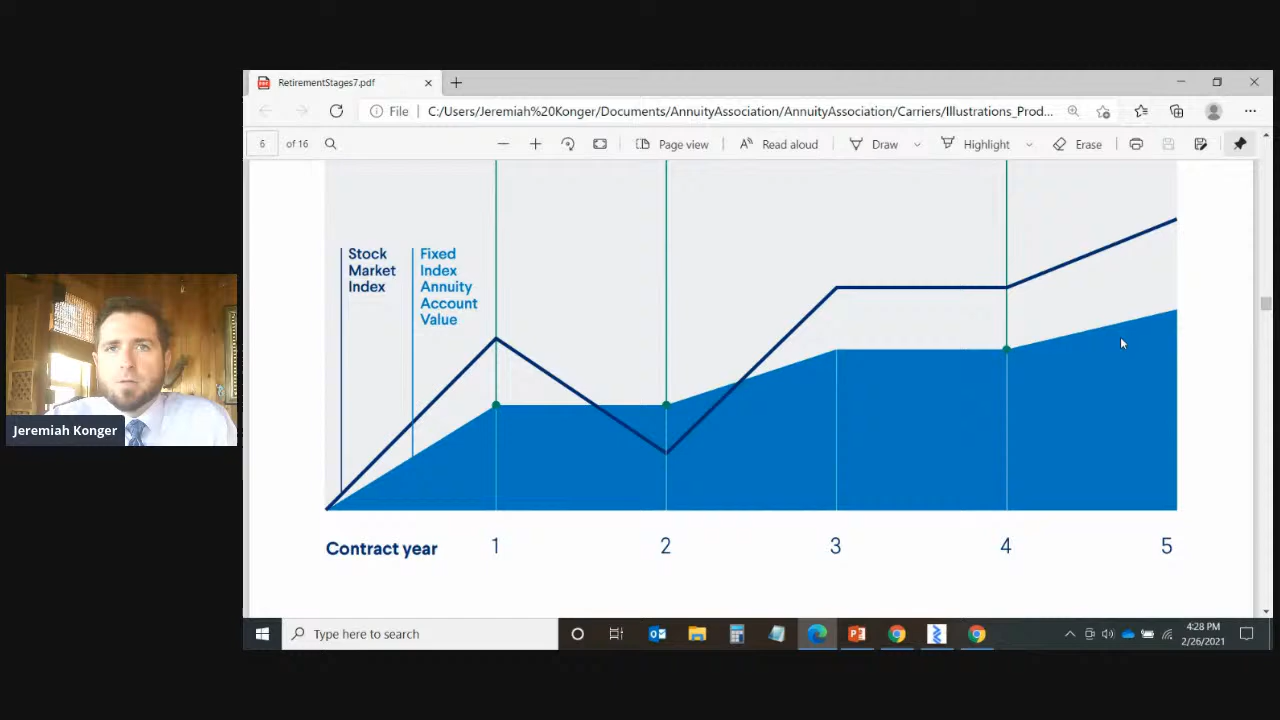 RetirementStages7.pdf
File
C:/Users/Jeremiah%20Konger/Documents/AnnuityAssociation/AnnuityAssociation/Carriers/Illustrations_Prod...
6 of 16
Page view
Read aloud
Draw
Highlight
Erase
Stock
Market
Index
Fixed
Index
Annuity
Account
Value
Jeremiah Konger
Contract year 1 2 3 4 5
Type here to search
4:28 PM
2/26/2021